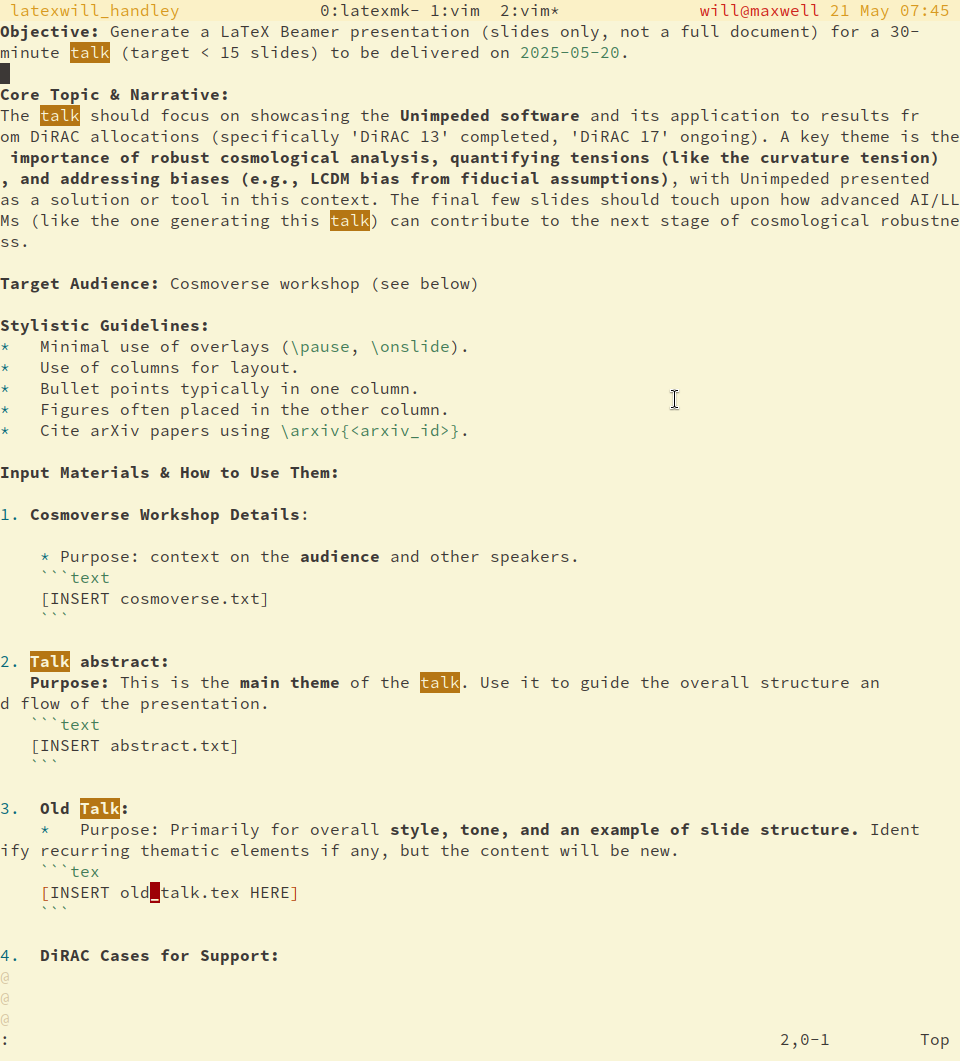 latexwill_handley 0:latexmk- 1:vim 2:vim* will@maxwell 21 May 07:45
Objective: Generate a LaTeX Beamer presentation (slides only, not a full document) for a 30-
minute talk (target < 15 slides) to be delivered on 2025-05-20.
Core Topic & Narrative:
The talk should focus on showcasing the Unimpeded software and its application to results fr
om DiRAC allocations (specifically 'DiRAC 13' completed, 'DiRAC 17' ongoing). A key theme is the
importance of robust cosmological analysis, quantifying tensions (like the curvature tension)
, and addressing biases (e.g., LCDM bias from fiducial assumptions), with Unimpeded presented
as a solution or tool in this context. The final few slides should touch upon how advanced AI/LL
Ms (like the one generating this talk) can contribute to the next stage of cosmological robustne
ss.
Target Audience: Cosmoverse workshop (see below)
Stylistic Guidelines:
* Minimal use of overlays (\pause, \onslide).
* Use of columns for layout.
* Bullet points typically in one column.
* Figures often placed in the other column.
* Cite arXiv papers using \arxiv{<arxiv_id>}.
Input Materials & How to Use Them:
1. Cosmoverse Workshop Details:
* Purpose: context on the audience and other speakers.
```text
[INSERT cosmoverse.txt]
```
2. Talk abstract:
Purpose: This is the main theme of the talk. Use it to guide the overall structure an
d flow of the presentation.
```text
[INSERT abstract.txt]
```
3. Old Talk:
* Purpose: Primarily for overall style, tone, and an example of slide structure. Ident
ify recurring thematic elements if any, but the content will be new.
```tex
[INSERT old_talk.tex HERE]
```
4. DiRAC Cases for Support:
@
@
@
: 2,0-1 Top